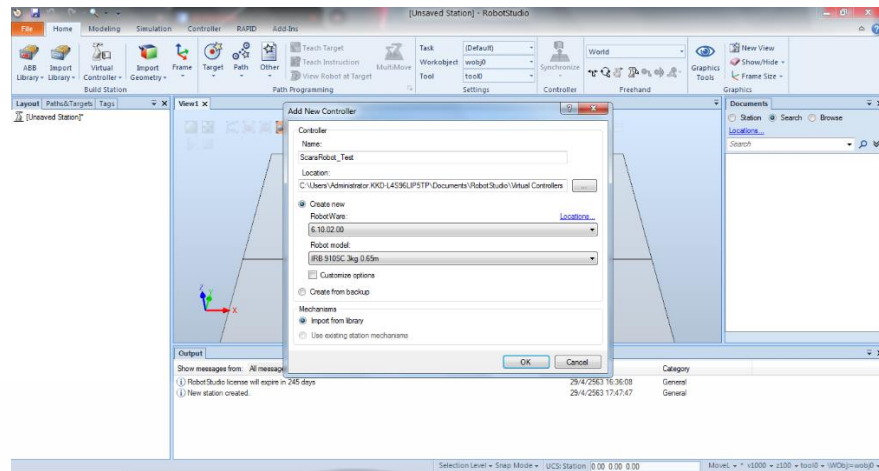 [Unsaved Station] - RobotStudio
File Home Modeling Simulation Controller RAPID Add-Ins
ABB Library Import Library Virtual Controller Import Geometry Frame Target Path Other
Build Station
Teach Target
Teach Instruction
View Robot at Target
MultiMove
Path Programming
Task (Default)
Workobject wobj0
Tool tool0
Settings
Synchronize
Controller
World
Freehand
Graphics Tools
New View
Show/Hide
Frame Size
Graphics
Layout Paths&Targets Tags
[Unsaved Station]*
View1
Add New Controller
Controller
Name:
ScaraRobot_Test
Location:
C:\Users\Administrator.KKD-L4S96LIP5TP\Documents\RobotStudio\Virtual Controllers
...
Create new
RobotWare: Locations...
6.10.02.00
Robot model:
IRB 910SC 3kg 0.65m
Customize options
Create from backup
Mechanisms
Import from library
Use existing station mechanisms
OK Cancel
Documents
Station Search Browse
Locations...
Search
Z
X
Output
Show messages from: All message
Category
RobotStudio license will expire in 245 days 29/4/2563 16:36:08 General
New station created. 29/4/2563 17:47:47 General
Selection Level Snap Mode UCS: Station 0.00 0.00 0.00 MoveL * v1000 z100 tool0 \WObj:=wobj0